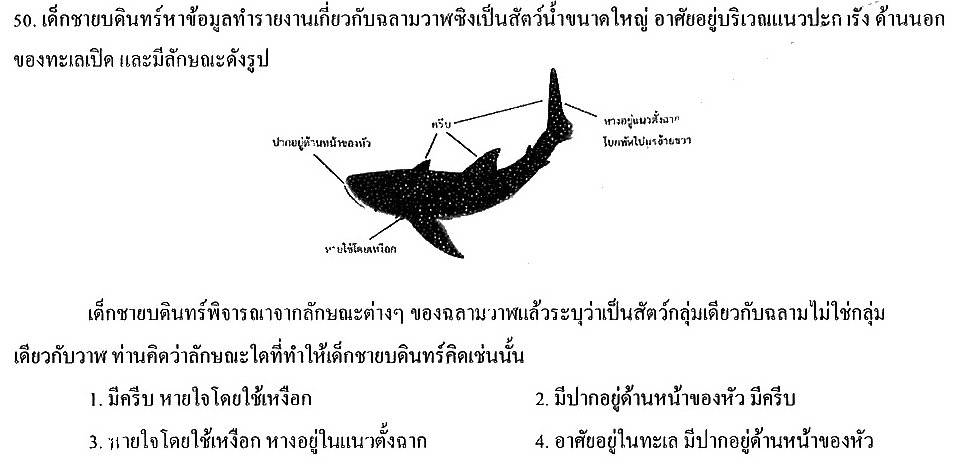 50. เด็กชายบดินทร์หาข้อมูลทำรายงานเกี่ยวกับฉลามวาฬซึ่งเป็นสัตว์น้ำขนาดใหญ่ อาศัยอยู่บริเวณแนวปะการัง ด้านนอก
ของทะเลเปิด และมีลักษณะดังรูป
ครีบ
หางอยู่แนวตั้งฉาก
ปากอยู่ด้านหน้าของหัว
โบกพัดไปมาซ้ายขวา
หายใช้โดยเหงือก
เด็กชายบดินทร์พิจารณาจากลักษณะต่างๆ ของฉลามวาฬแล้วระบุว่าเป็นสัตว์กลุ่มเดียวกับฉลามไม่ใช่กลุ่ม
เดียวกับวาฬ ท่านคิดว่าลักษณะใดที่ทำให้เด็กชายบดินทร์คิดเช่นนั้น
1. มีครีบ หายใจโดยใช้เหงือก
2. มีปากอยู่ด้านหน้าของหัว มีครีบ
3. หายใจโดยใช้เหงือก หางอยู่ในแนวตั้งฉาก
4. อาศัยอยู่ในทะเล มีปากอยู่ด้านหน้าของหัว